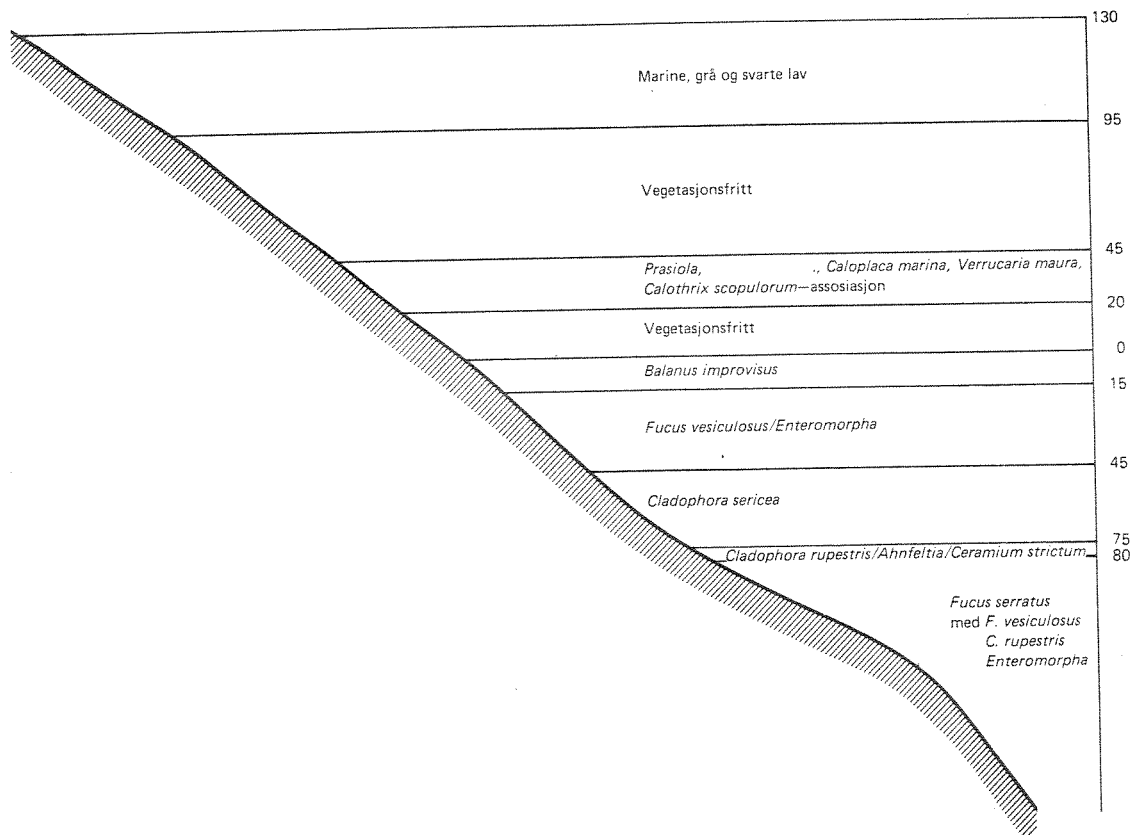 130
Marine, grå og svarte lav
95
Vegetasjonsfritt
45
Prasiola, ., Caloplaca marina, Verrucaria maura,
Calothrix scopulorum—assosiasjon
20
Vegetasjonsfritt
0
Balanus improvisus
15
Fucus vesiculosus/Enteromorpha
45
Cladophora sericea
75
Cladophora rupestris/Ahnfeltia/Ceramium strictum
80
Fucus serratus
med F. vesiculosus
C. rupestris
Enteromorpha